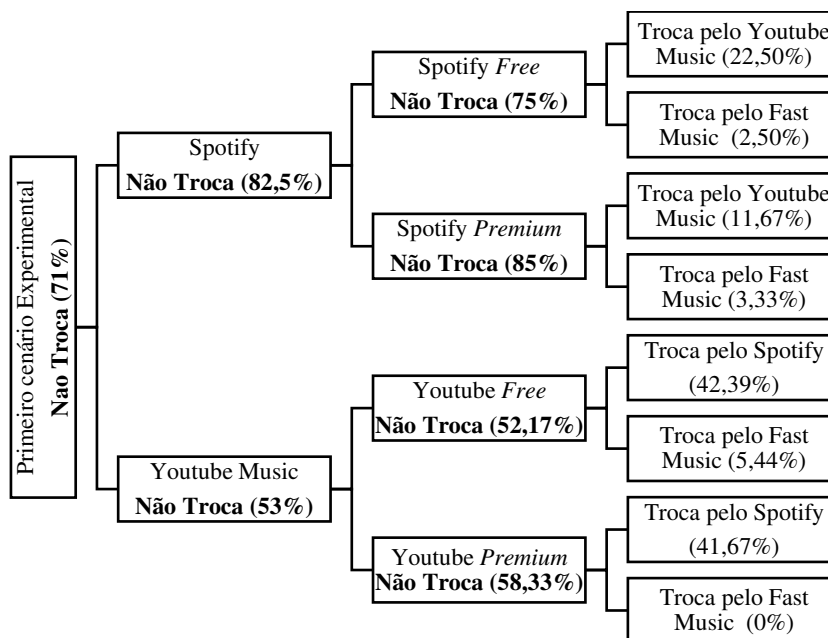 Primeiro cenário Experimental
Nao Troca (71%)
Spotify
Não Troca (82,5%)
Spotify Free
Não Troca (75%)
Troca pelo Youtube
Music (22,50%)
Troca pelo Fast
Music (2,50%)
Spotify Premium
Não Troca (85%)
Troca pelo Youtube
Music (11,67%)
Troca pelo Fast
Music (3,33%)
Youtube Music
Não Troca (53%)
Youtube Free
Não Troca (52,17%)
Troca pelo Spotify
(42,39%)
Troca pelo Fast
Music (5,44%)
Youtube Premium
Não Troca (58,33%)
Troca pelo Spotify
(41,67%)
Troca pelo Fast
Music (0%)